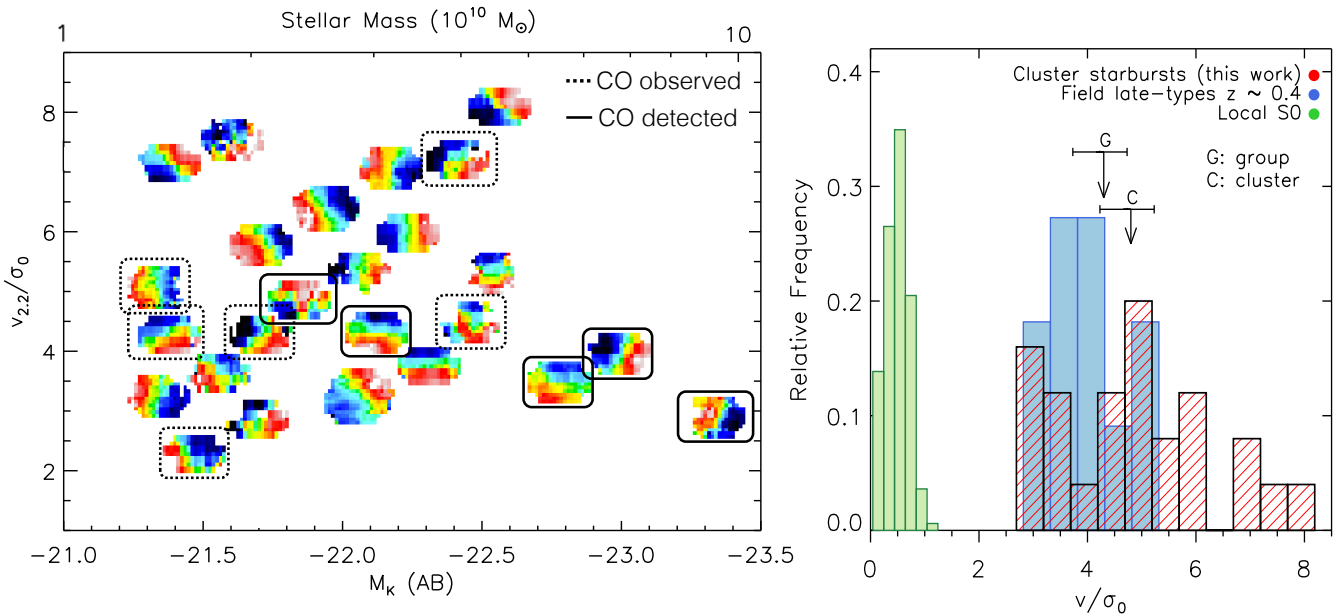 Stellar Mass (10¹⁰ M☉)
1 10
CO observed
CO detected
8
6
4
2
v₂.₂/σ₀
−21.0 −21.5 −22.0 −22.5 −23.0 −23.5
Mₖ (AB)
Cluster starbursts (this work)
Field late-types z ~ 0.4
Local S0
G
G: group
C: cluster
C
0.4
0.3
0.2
0.1
0.0
Relative Frequency
0 2 4 6 8
v/σ₀